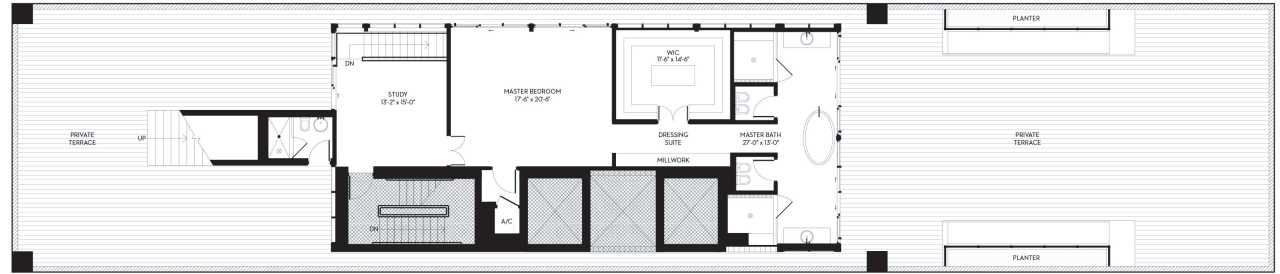 PLANTER
DN
WIC
11'-6" x 14'-6"
STUDY
13'-2" x 15'-0"
MASTER BEDROOM
17'-6" x 20'-6"
PRIVATE
TERRACE
UP
DRESSING
SUITE
MASTER BATH
27'-0" x 13'-0"
PRIVATE
TERRACE
MILLWORK
A/C
DN
PLANTER